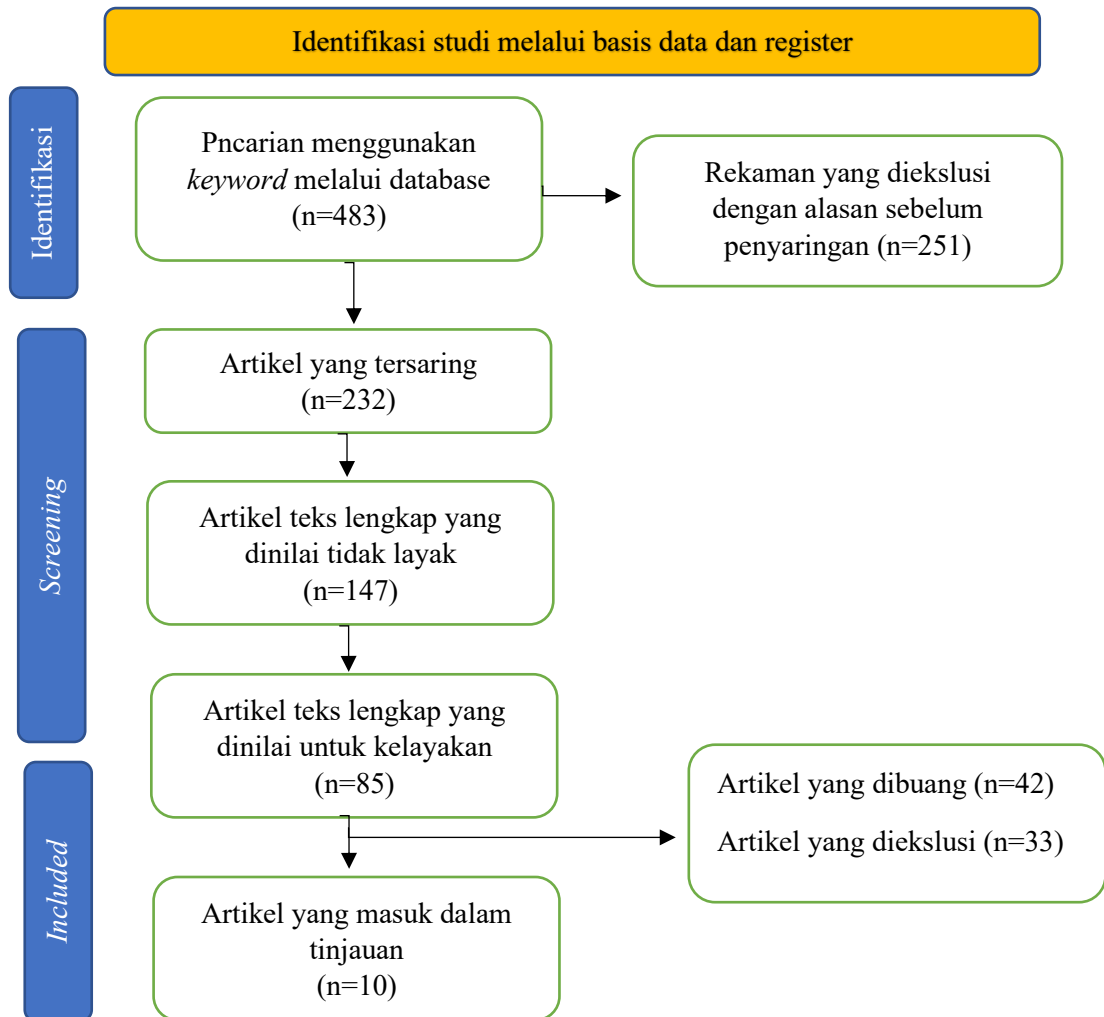 Identifikasi studi melalui basis data dan register
Identifikasi
Pncarian menggunakan
keyword melalui database
(n=483)
Rekaman yang diekslusi
dengan alasan sebelum
penyaringan (n=251)
Screening
Artikel yang tersaring
(n=232)
Artikel teks lengkap yang
dinilai tidak layak
(n=147)
Artikel teks lengkap yang
dinilai untuk kelayakan
(n=85)
Included
Artikel yang dibuang (n=42)
Artikel yang diekslusi (n=33)
Artikel yang masuk dalam
tinjauan
(n=10)